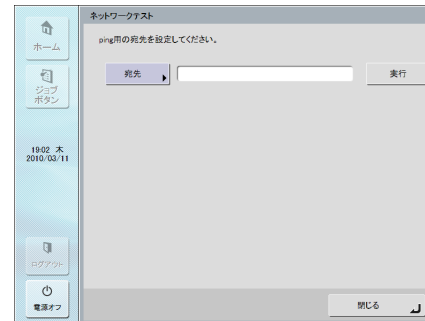 ネットワークテスト
ping用の宛先を設定してください。
宛先
実行
ホーム
ジョブ
ボタン
19:02 木
2010/03/11
ログアウト
電源オフ
閉じる